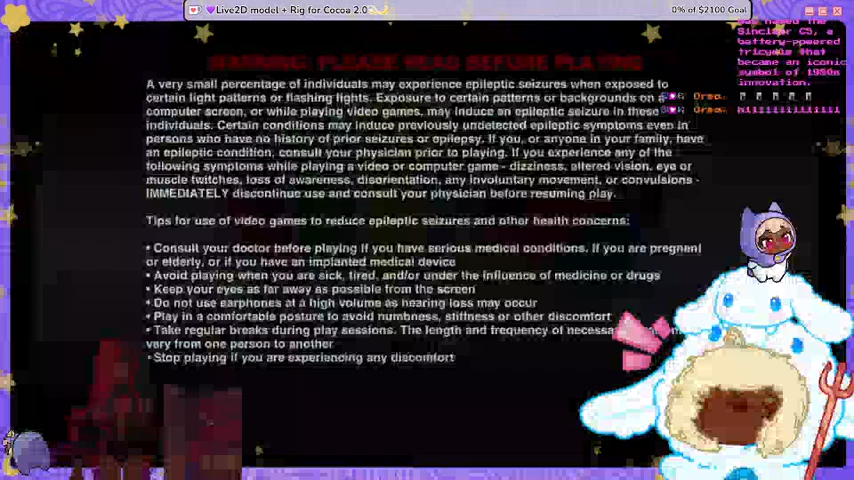 💜Live2D model + Rig for Cocoa 2.0💫
0% of $2100 Goal
Sinclair C5, a
battery-powered
tricycle that
became an iconic
symbol of 1980s
innovation.
WARNING: PLEASE READ BEFORE PLAYING
A very small percentage of individuals may experience epileptic seizures when exposed to
certain light patterns or flashing lights. Exposure to certain patterns or backgrounds on a
computer screen, or while playing video games, may induce an epileptic seizure in these
individuals. Certain conditions may induce previously undetected epileptic symptoms even in
persons who have no history of prior seizures or epilepsy. If you, or anyone in your family, have
an epileptic condition, consult your physician prior to playing. If you experience any of the
following symptoms while playing a video or computer game - dizziness, altered vision, eye or
muscle twitches, loss of awareness, disorientation, any involuntary movement, or convulsions -
IMMEDIATELY discontinue use and consult your physician before resuming play.
Tips for use of video games to reduce epileptic seizures and other health concerns:
• Consult your doctor before playing if you have serious medical conditions. If you are pregnant
or elderly, or if you have an implanted medical device
• Avoid playing when you are sick, tired, and/or under the influence of medicine or drugs
• Keep your eyes as far away as possible from the screen
• Do not use earphones at a high volume as hearing loss may occur
• Play in a comfortable posture to avoid numbness, stiffness or other discomfort
• Take regular breaks during play sessions. The length and frequency of
vary from one person to another
• Stop playing if you are experiencing any discomfort